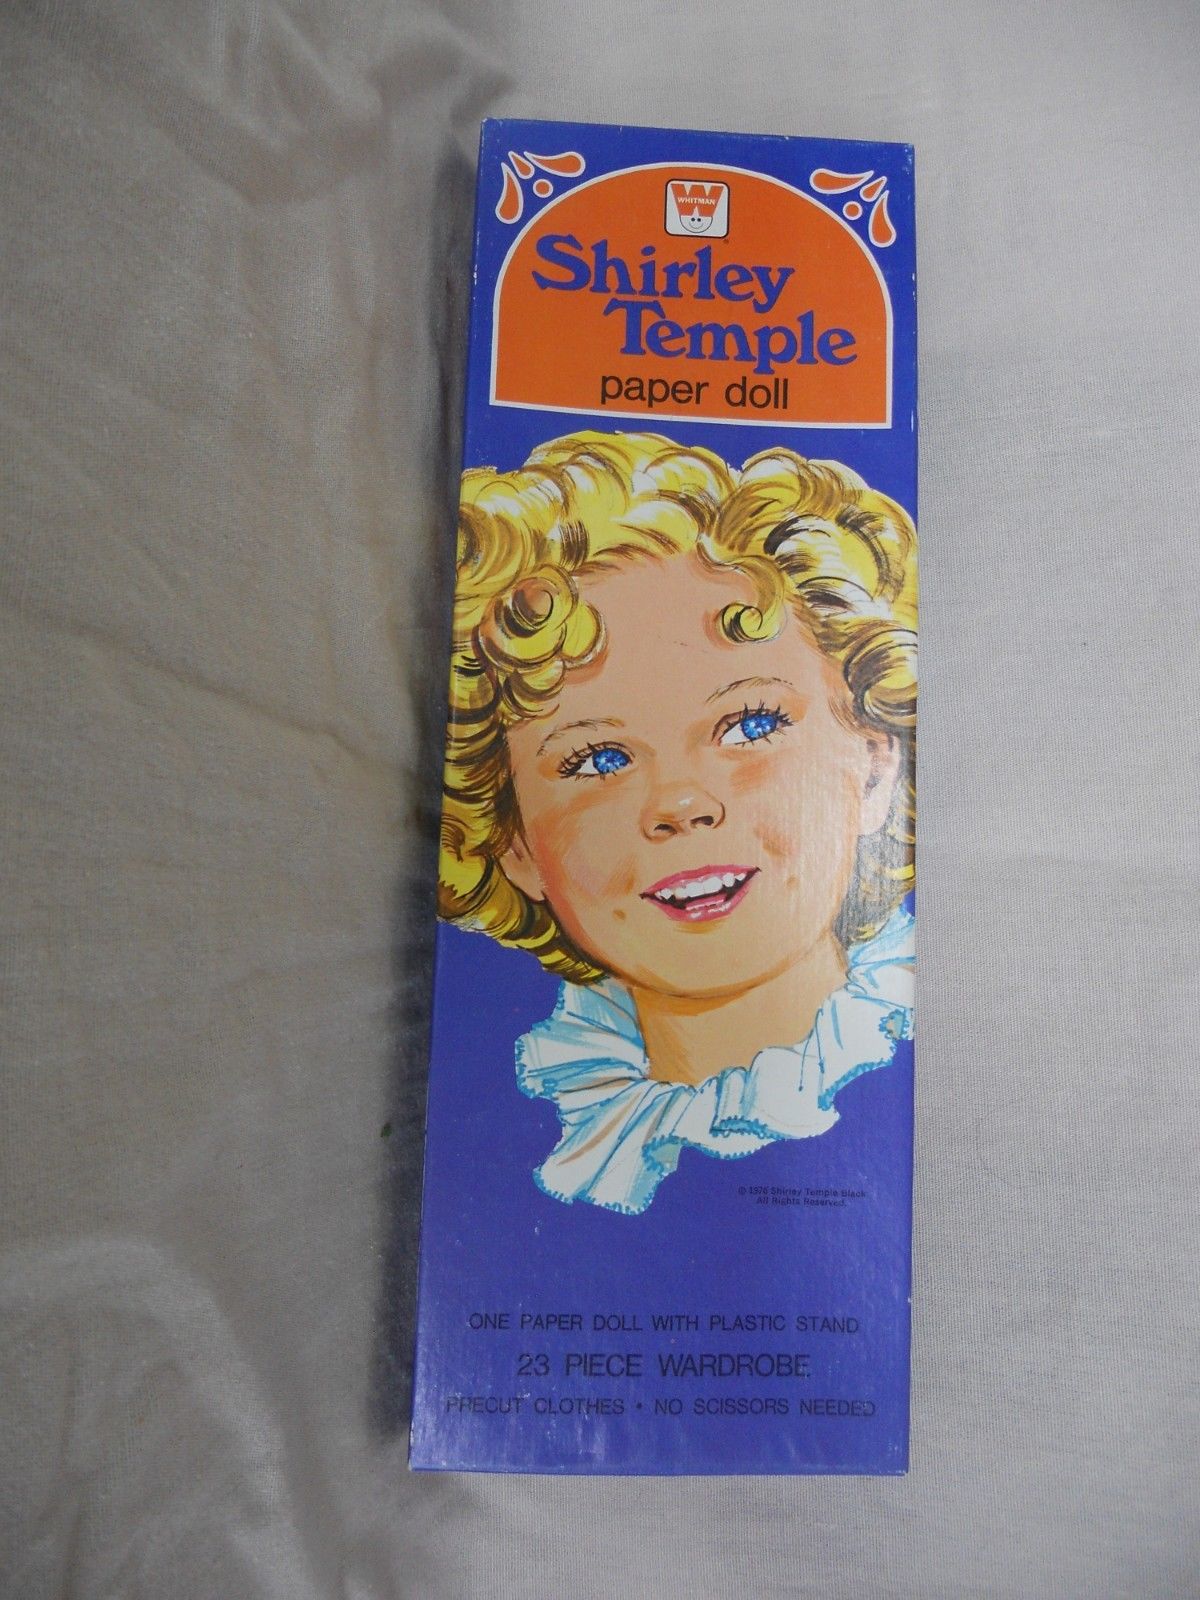 WHITMAN
®
Shirley
Temple
paper doll
© 1976 Shirley Temple Black
All Rights Reserved.
ONE PAPER DOLL WITH PLASTIC STAND
23 PIECE WARDROBE
PRECUT CLOTHES • NO SCISSORS NEEDED